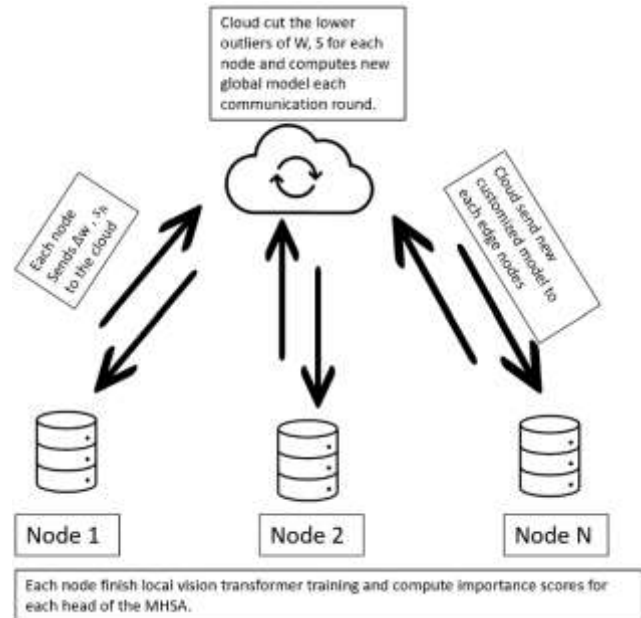 Cloud cut the lower
outliers of W, S for each
node and computes new
global model each
communication round.
Each node
Sends Δw , sₙ
to the cloud
Cloud send new
customized model to
each edge nodes
Node 1
Node 2
Node N
Each node finish local vision transformer training and compute importance scores for
each head of the MHSA.